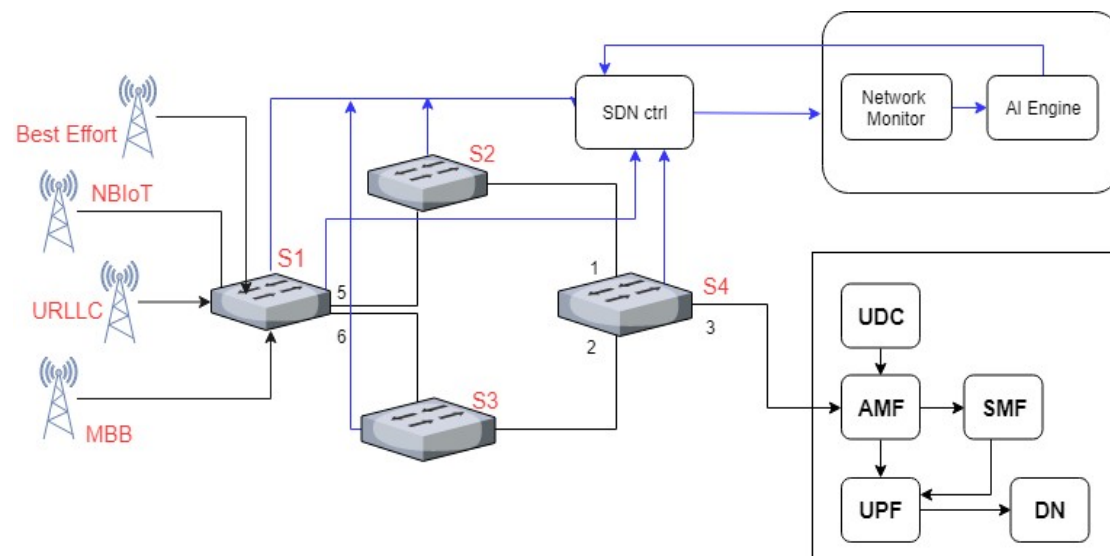 Best Effort
NBIoT
URLLC
MBB
S1
5
6
S2
S3
1
2
S4
3
SDN ctrl
Network
Monitor
AI Engine
UDC
AMF
SMF
UPF
DN